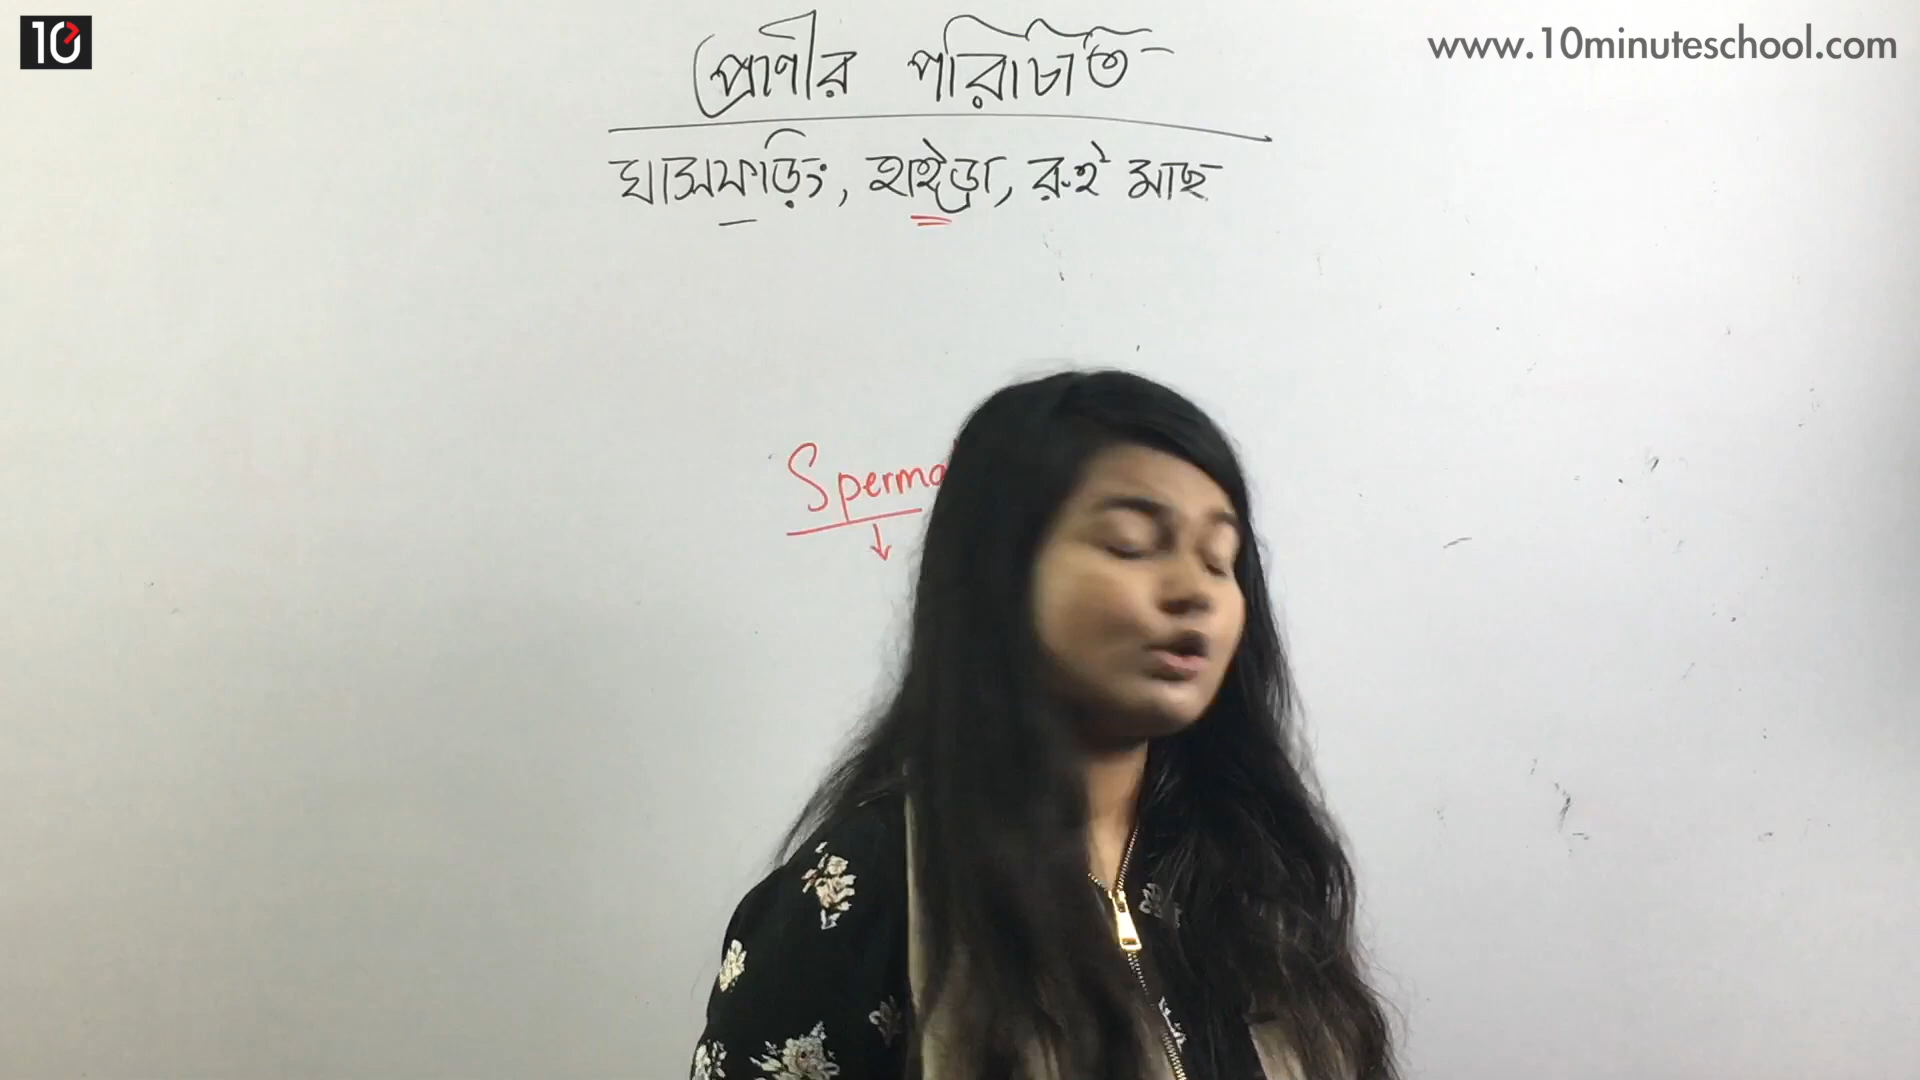 10
www.10minuteschool.com
প্রাণীর পরিচিতি
ঘাসফড়িং, হাইড্রা, রুই মাছ
Sperma